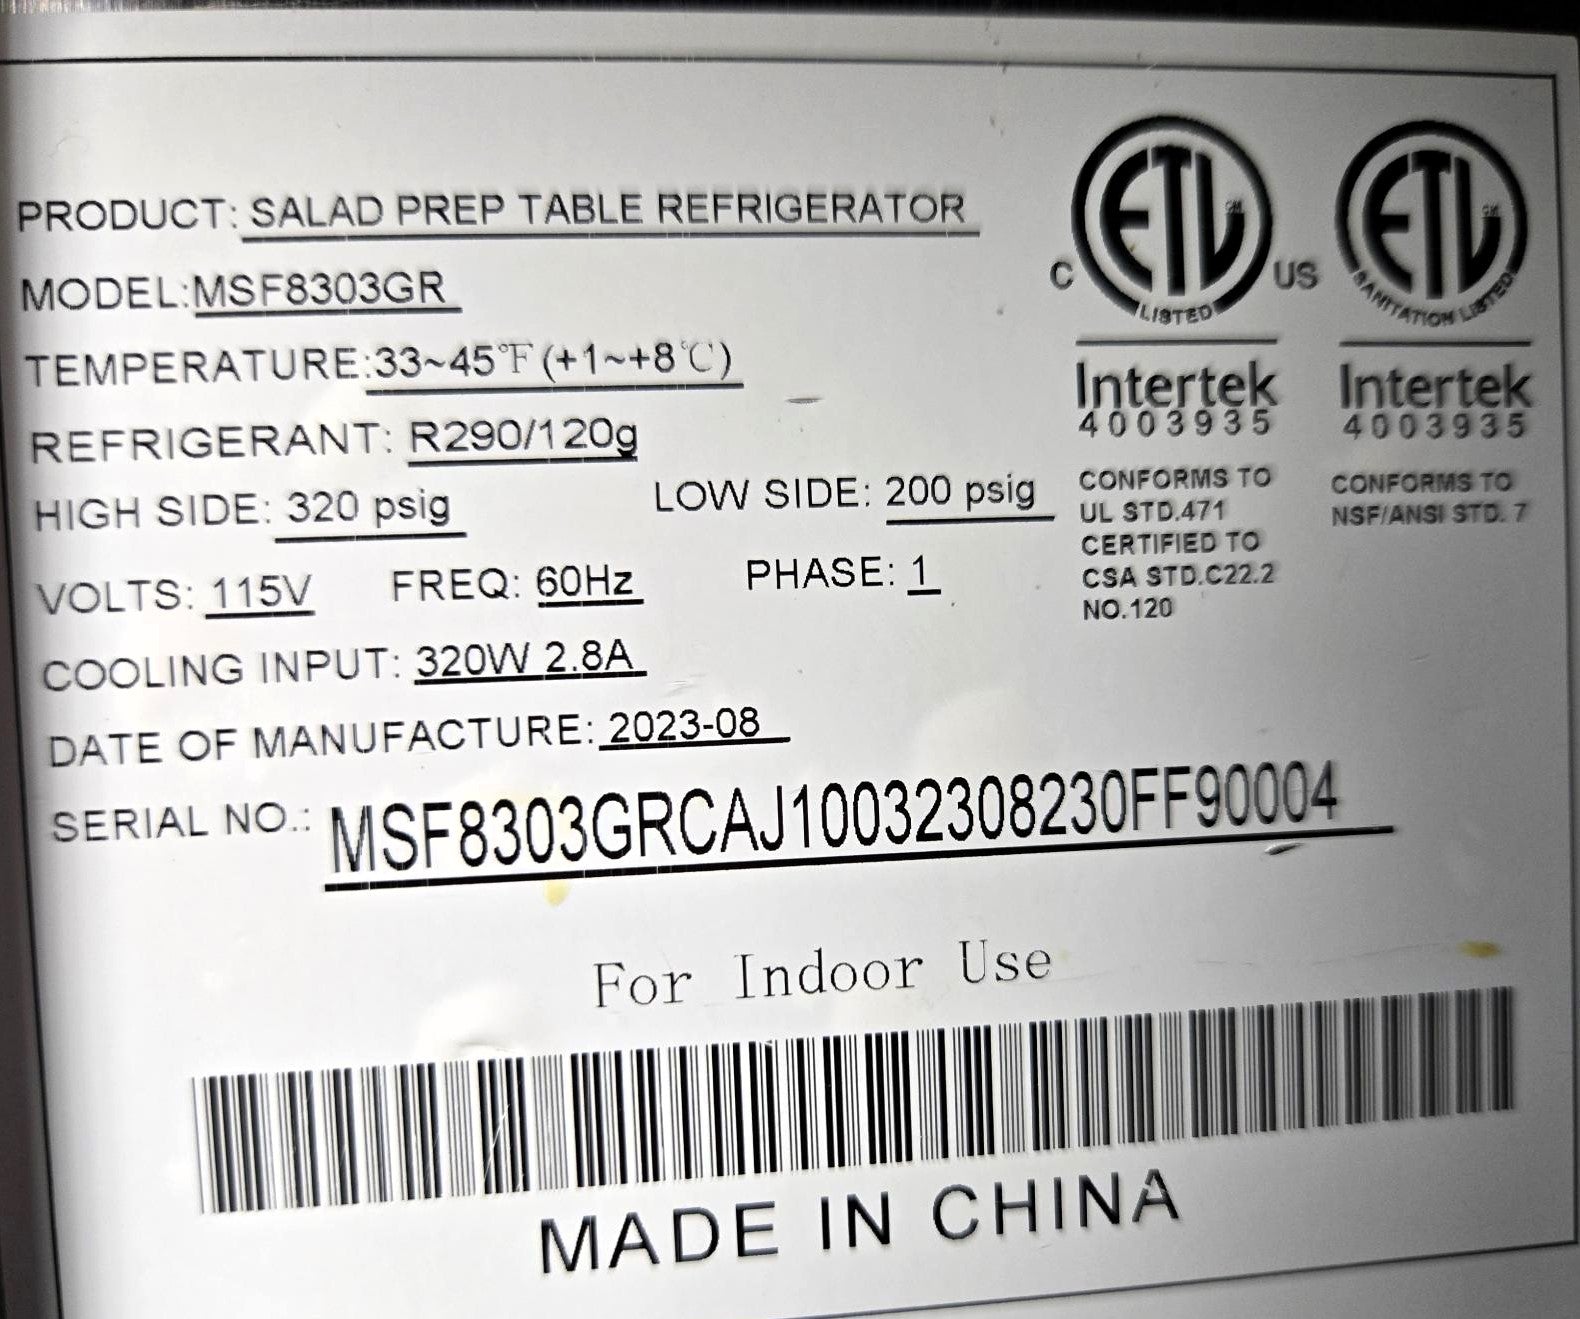 PRODUCT: SALAD PREP TABLE REFRIGERATOR
MODEL:MSF8303GR
TEMPERATURE:33~45℉(+1~+8℃)
REFRIGERANT: R290/120g
HIGH SIDE: 320 psig LOW SIDE: 200 psig
VOLTS: 115V FREQ: 60Hz PHASE: 1
COOLING INPUT: 320W 2.8A
DATE OF MANUFACTURE: 2023-08
SERIAL NO.: MSF8303GRCAJ10032308230FF90004
C ETL US
LISTED
Intertek
4003935
CONFORMS TO
UL STD.471
CERTIFIED TO
CSA STD.C22.2
NO.120
ETL
SANITATION LISTED
Intertek
4003935
CONFORMS TO
NSF/ANSI STD. 7
For Indoor Use
MADE IN CHINA